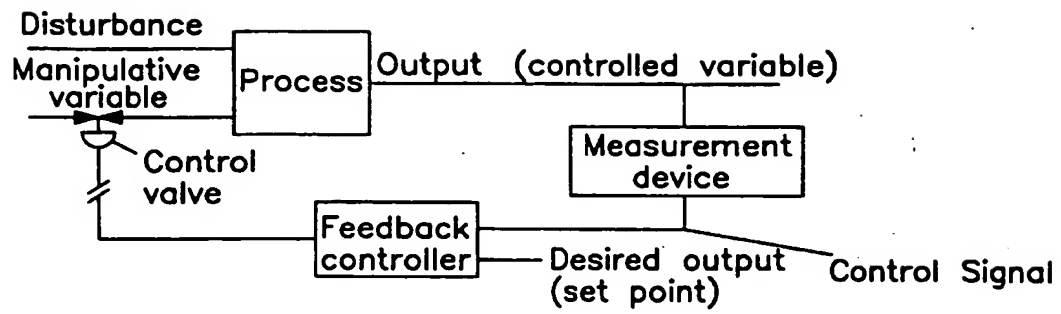 Disturbance
Manipulative
variable
Process
Output (controlled variable)
Control
valve
Measurement
device
Feedback
controller
Desired output
(set point)
Control Signal